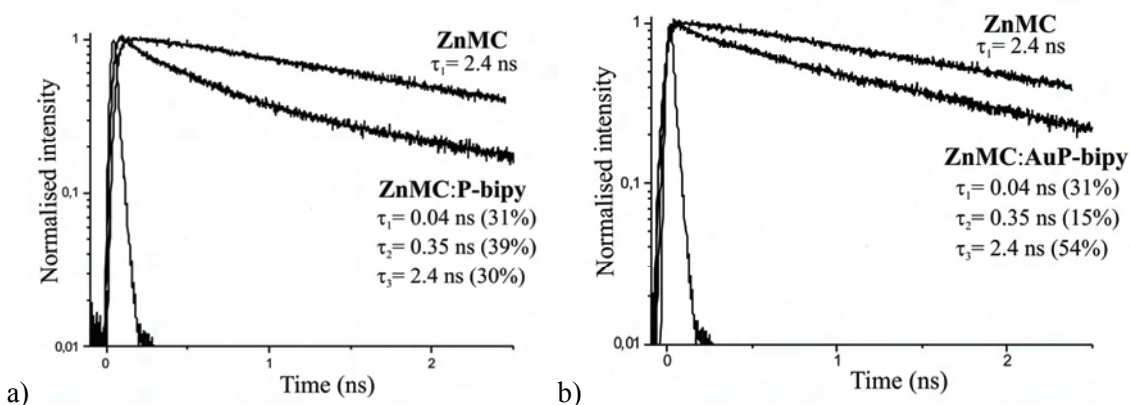 ZnMC
τ₁= 2.4 ns
ZnMC:P-bipy
τ₁= 0.04 ns (31%)
τ₂= 0.35 ns (39%)
τ₃= 2.4 ns (30%)
Normalised intensity
1
0,1
0,01
0
1
2
Time (ns)
a)
ZnMC
τ₁= 2.4 ns
ZnMC:AuP-bipy
τ₁= 0.04 ns (31%)
τ₂= 0.35 ns (15%)
τ₃= 2.4 ns (54%)
Normalised intensity
1
0,1
0,01
0
1
2
Time (ns)
b)